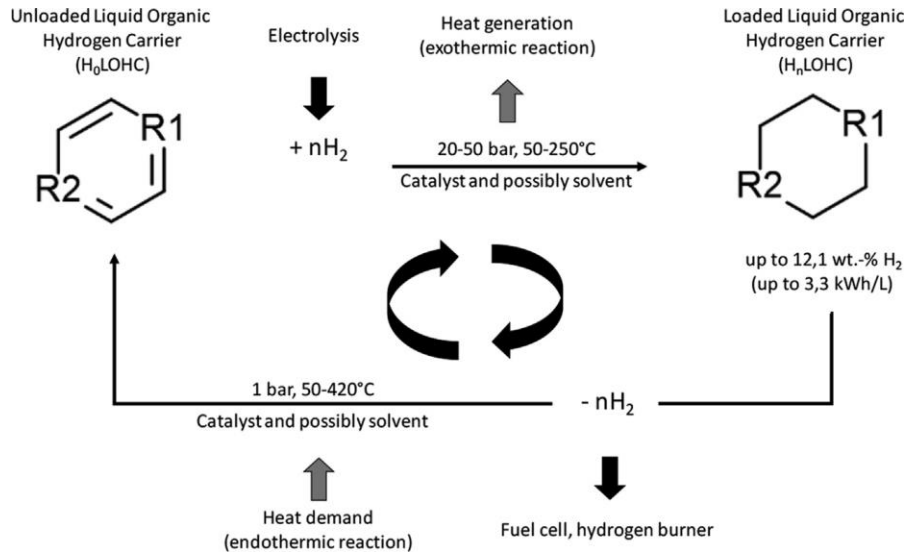 Unloaded Liquid Organic
Hydrogen Carrier
(H₀LOHC)
R1
R2
Electrolysis
+ nH₂
Heat generation
(exothermic reaction)
20-50 bar, 50-250°C
Catalyst and possibly solvent
Loaded Liquid Organic
Hydrogen Carrier
(HₙLOHC)
R1
R2
up to 12,1 wt.-% H₂
(up to 3,3 kWh/L)
1 bar, 50-420°C
Catalyst and possibly solvent
- nH₂
Heat demand
(endothermic reaction)
Fuel cell, hydrogen burner